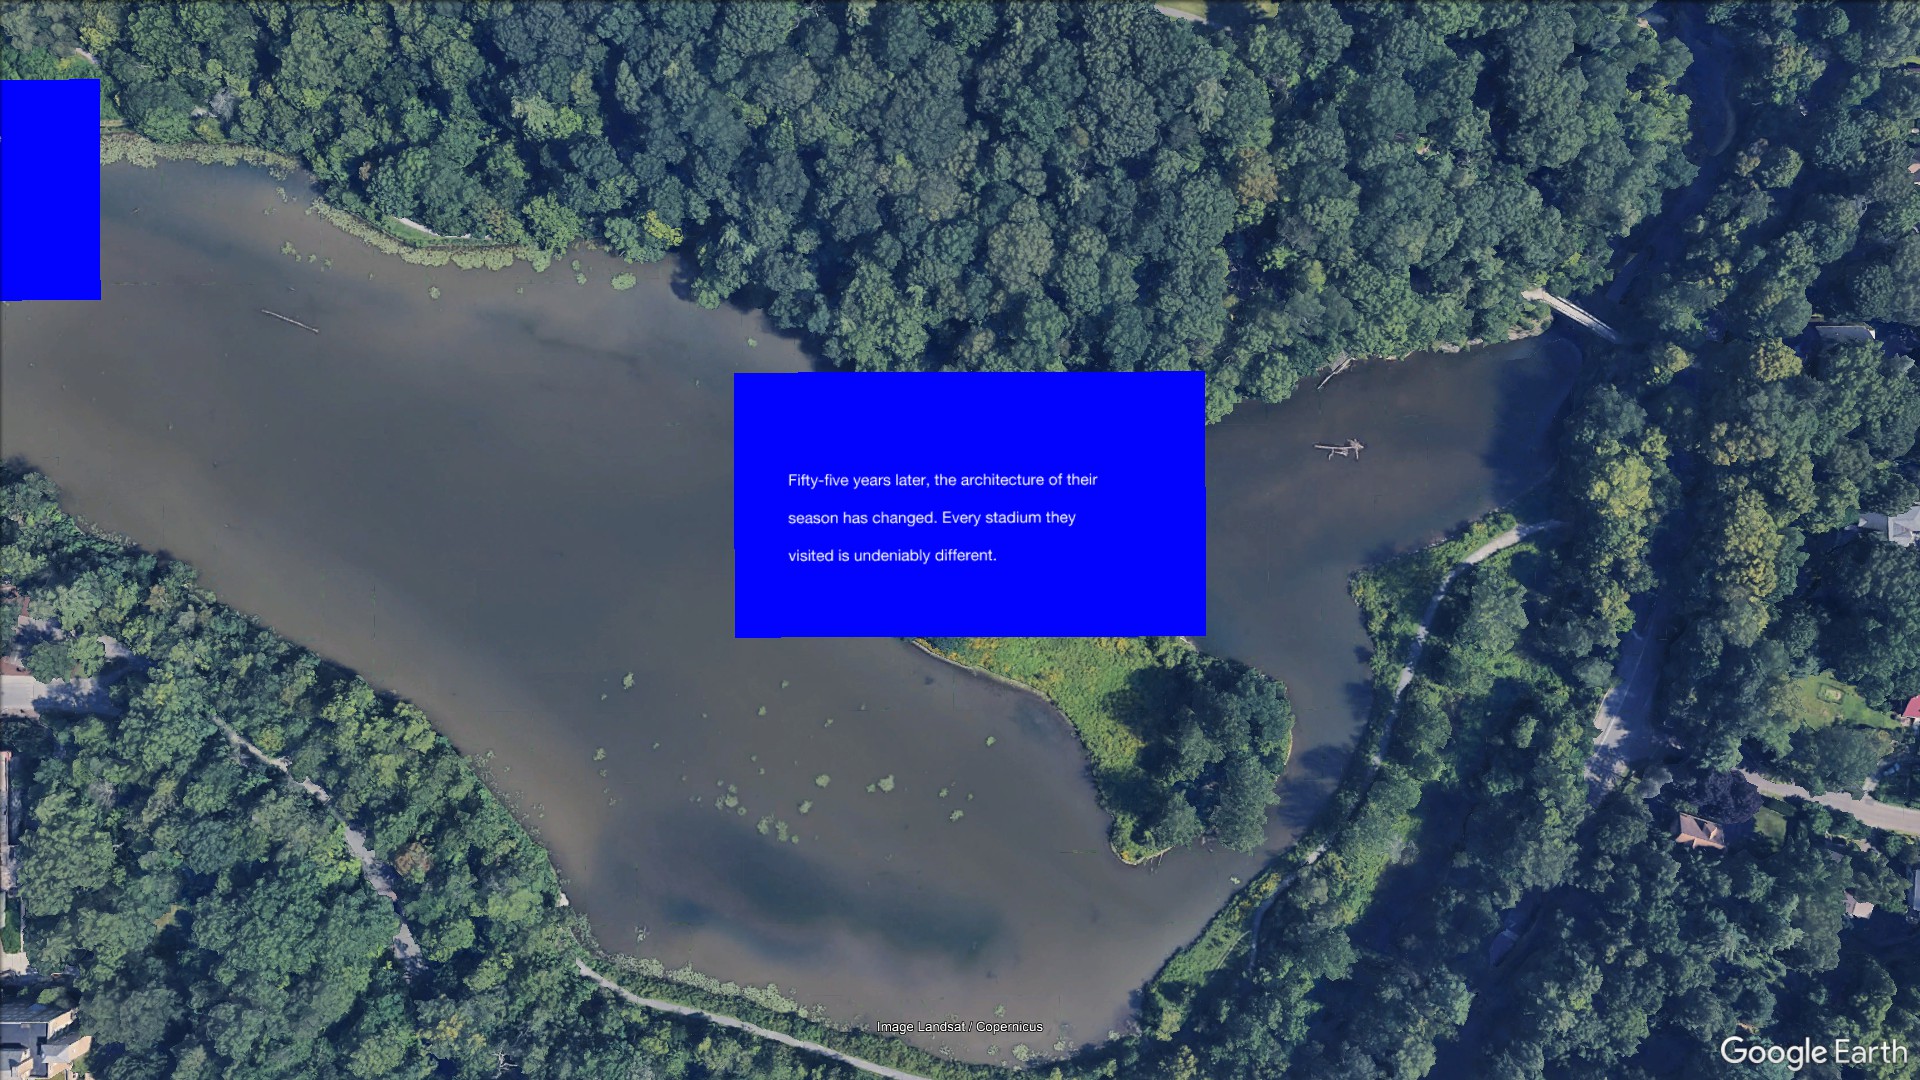 Fifty-five years later, the architecture of their
season has changed. Every stadium they
visited is undeniably different.
Image Landsat / Copernicus
Google Earth